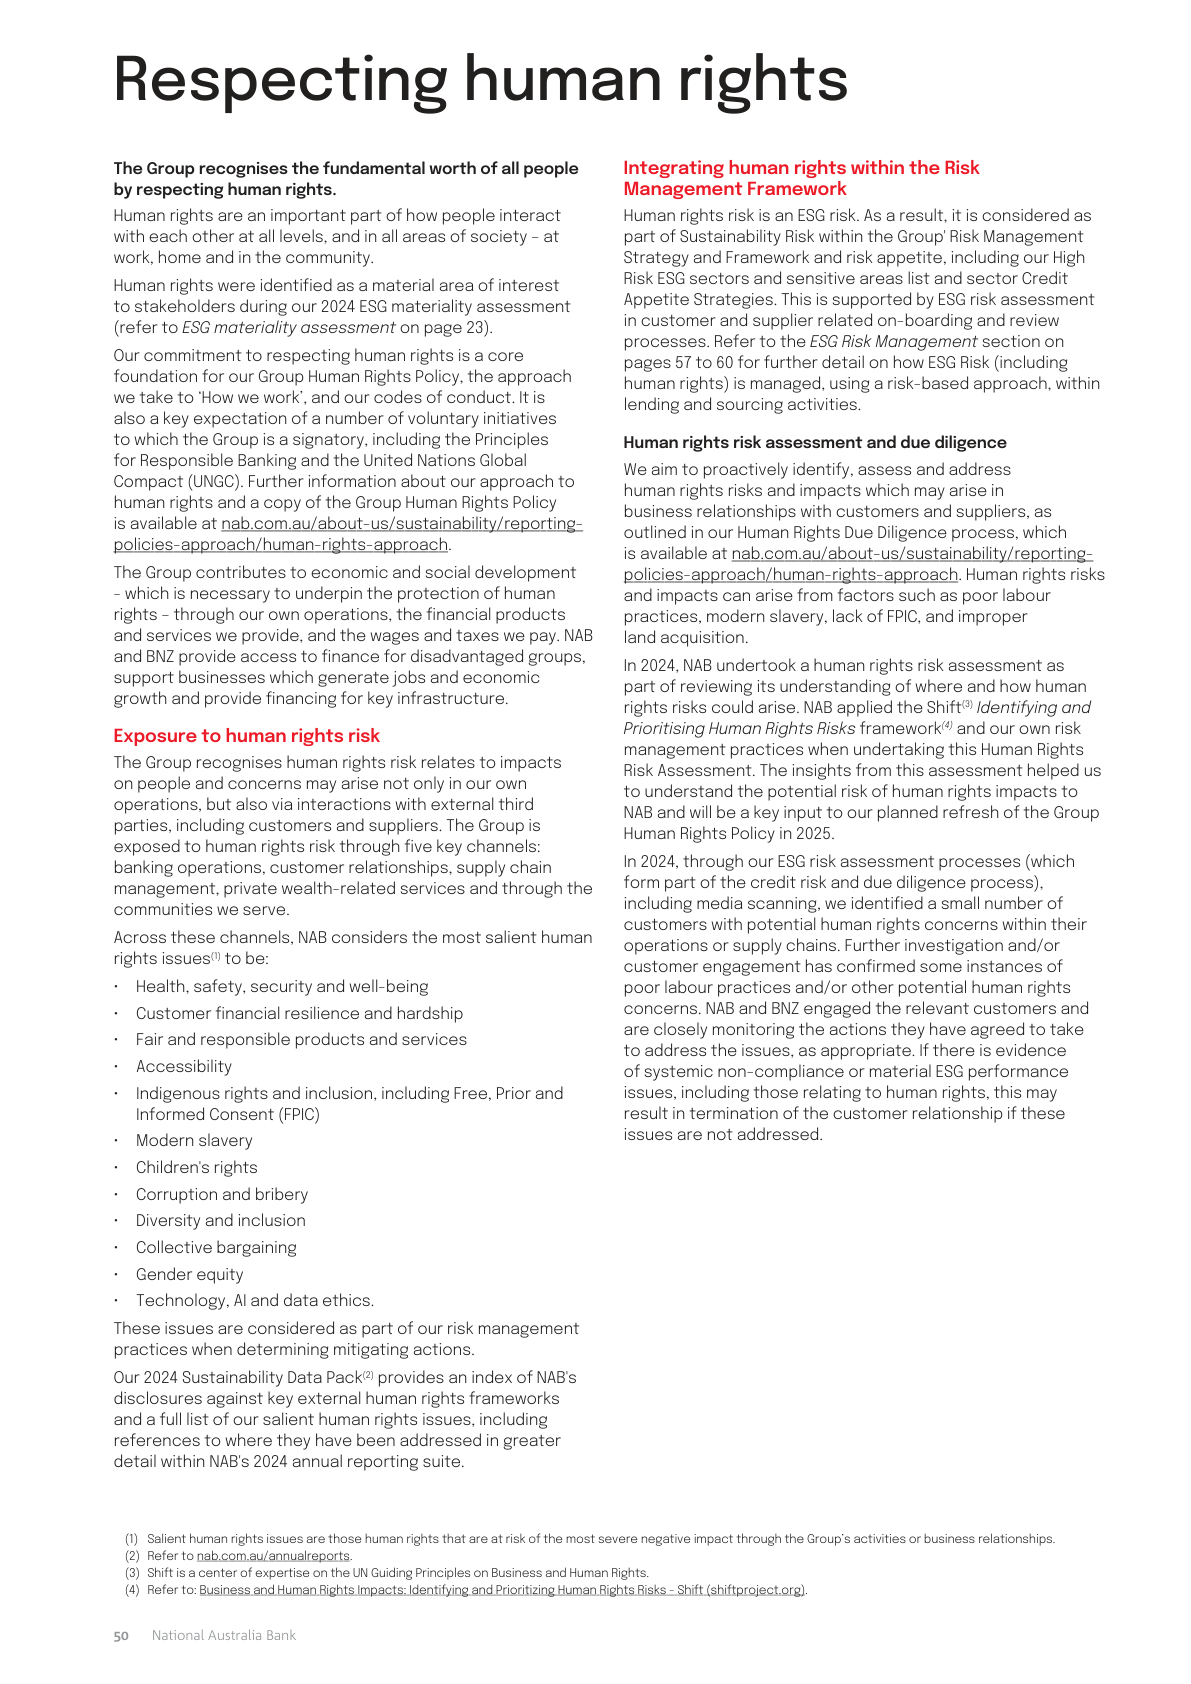 Respecting human rights
The Group recognises the fundamental worth of all people
by respecting human rights.
Human rights are an important part of how people interact
with each other at all levels, and in all areas of society – at
work, home and in the community.
Human rights were identified as a material area of interest
to stakeholders during our 2024 ESG materiality assessment
(refer to ESG materiality assessment on page 23).
Our commitment to respecting human rights is a core
foundation for our Group Human Rights Policy, the approach
we take to ‘How we work’, and our codes of conduct. It is
also a key expectation of a number of voluntary initiatives
to which the Group is a signatory, including the Principles
for Responsible Banking and the United Nations Global
Compact (UNGC). Further information about our approach to
human rights and a copy of the Group Human Rights Policy
is available at nab.com.au/about-us/sustainability/reporting-
policies-approach/human-rights-approach.
The Group contributes to economic and social development
– which is necessary to underpin the protection of human
rights – through our own operations, the financial products
and services we provide, and the wages and taxes we pay. NAB
and BNZ provide access to finance for disadvantaged groups,
support businesses which generate jobs and economic
growth and provide financing for key infrastructure.
Exposure to human rights risk
The Group recognises human rights risk relates to impacts
on people and concerns may arise not only in our own
operations, but also via interactions with external third
parties, including customers and suppliers. The Group is
exposed to human rights risk through five key channels:
banking operations, customer relationships, supply chain
management, private wealth-related services and through the
communities we serve.
Across these channels, NAB considers the most salient human
rights issues(1) to be:
• Health, safety, security and well-being
• Customer financial resilience and hardship
• Fair and responsible products and services
• Accessibility
• Indigenous rights and inclusion, including Free, Prior and
Informed Consent (FPIC)
• Modern slavery
• Children's rights
• Corruption and bribery
• Diversity and inclusion
• Collective bargaining
• Gender equity
• Technology, AI and data ethics.
These issues are considered as part of our risk management
practices when determining mitigating actions.
Our 2024 Sustainability Data Pack(2) provides an index of NAB's
disclosures against key external human rights frameworks
and a full list of our salient human rights issues, including
references to where they have been addressed in greater
detail within NAB's 2024 annual reporting suite.
Integrating human rights within the Risk
Management Framework
Human rights risk is an ESG risk. As a result, it is considered as
part of Sustainability Risk within the Group' Risk Management
Strategy and Framework and risk appetite, including our High
Risk ESG sectors and sensitive areas list and sector Credit
Appetite Strategies. This is supported by ESG risk assessment
in customer and supplier related on-boarding and review
processes. Refer to the ESG Risk Management section on
pages 57 to 60 for further detail on how ESG Risk (including
human rights) is managed, using a risk-based approach, within
lending and sourcing activities.
Human rights risk assessment and due diligence
We aim to proactively identify, assess and address
human rights risks and impacts which may arise in
business relationships with customers and suppliers, as
outlined in our Human Rights Due Diligence process, which
is available at nab.com.au/about-us/sustainability/reporting-
policies-approach/human-rights-approach. Human rights risks
and impacts can arise from factors such as poor labour
practices, modern slavery, lack of FPIC, and improper
land acquisition.
In 2024, NAB undertook a human rights risk assessment as
part of reviewing its understanding of where and how human
rights risks could arise. NAB applied the Shift(3) Identifying and
Prioritising Human Rights Risks framework(4) and our own risk
management practices when undertaking this Human Rights
Risk Assessment. The insights from this assessment helped us
to understand the potential risk of human rights impacts to
NAB and will be a key input to our planned refresh of the Group
Human Rights Policy in 2025.
In 2024, through our ESG risk assessment processes (which
form part of the credit risk and due diligence process),
including media scanning, we identified a small number of
customers with potential human rights concerns within their
operations or supply chains. Further investigation and/or
customer engagement has confirmed some instances of
poor labour practices and/or other potential human rights
concerns. NAB and BNZ engaged the relevant customers and
are closely monitoring the actions they have agreed to take
to address the issues, as appropriate. If there is evidence
of systemic non-compliance or material ESG performance
issues, including those relating to human rights, this may
result in termination of the customer relationship if these
issues are not addressed.
(1) Salient human rights issues are those human rights that are at risk of the most severe negative impact through the Group's activities or business relationships.
(2) Refer to nab.com.au/annualreports.
(3) Shift is a center of expertise on the UN Guiding Principles on Business and Human Rights.
(4) Refer to: Business and Human Rights Impacts: Identifying and Prioritizing Human Rights Risks - Shift (shiftproject.org).
50 National Australia Bank